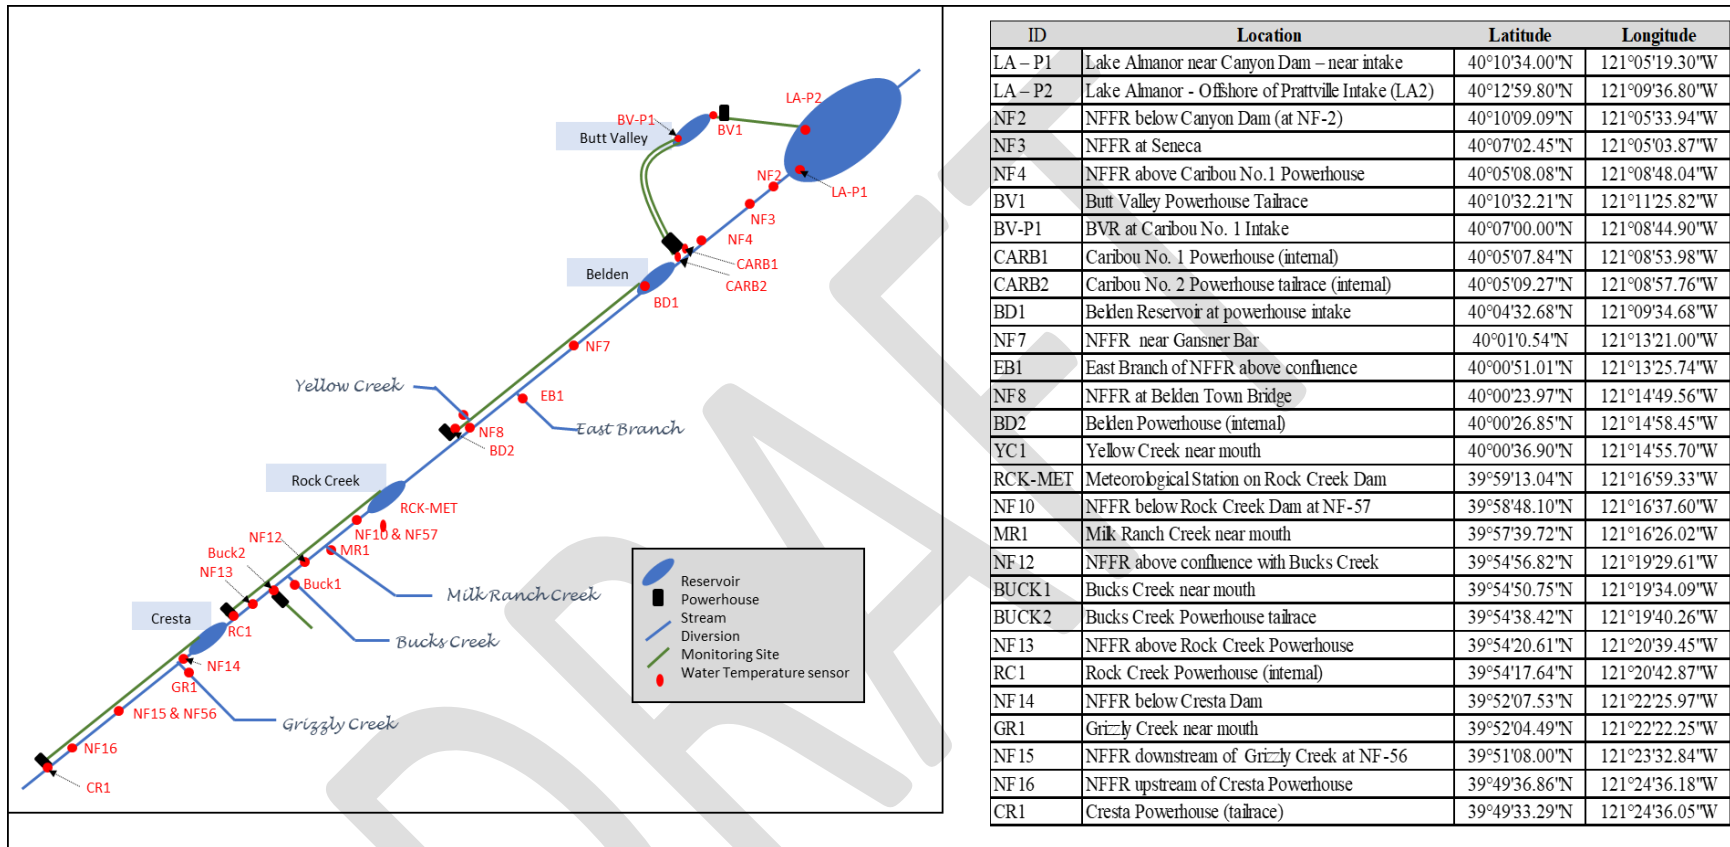 LA-P2
BV-P1
BV1
Butt Valley
NF2
LA-P1
NF3
NF4
CARB1
Belden
CARB2
BD1
NF7
Yellow Creek
EB1
NF8
East Branch
BD2
Rock Creek
RCK-MET
NF12
NF10 & NF57
Buck2
MR1
NF13
Buck1
Milk Ranch Creek
Cresta
RC1
Bucks Creek
NF14
GR1
NF15 & NF56
Grizzly Creek
NF16
CR1
Reservoir
Powerhouse
Stream
Diversion
Monitoring Site
Water Temperature sensor
ID Location Latitude Longitude
LA – P1 Lake Almanor near Canyon Dam – near intake 40°10'34.00"N 121°05'19.30"W
LA – P2 Lake Almanor - Offshore of Prattville Intake (LA2) 40°12'59.80"N 121°09'36.80"W
NF2 NFFR below Canyon Dam (at NF-2) 40°10'09.09"N 121°05'33.94"W
NF3 NFFR at Seneca 40°07'02.45"N 121°05'03.87"W
NF4 NFFR above Caribou No.1 Powerhouse 40°05'08.08"N 121°08'48.04"W
BV1 Butt Valley Powerhouse Tailrace 40°10'32.21"N 121°11'25.82"W
BV-P1 BVR at Caribou No. 1 Intake 40°07'00.00"N 121°08'44.90"W
CARB1 Caribou No. 1 Powerhouse (internal) 40°05'07.84"N 121°08'53.98"W
CARB2 Caribou No. 2 Powerhouse tailrace (internal) 40°05'09.27"N 121°08'57.76"W
BD1 Belden Reservoir at powerhouse intake 40°04'32.68"N 121°09'34.68"W
NF7 NFFR near Gansner Bar 40°01'0.54"N 121°13'21.00"W
EB1 East Branch of NFFR above confluence 40°00'51.01"N 121°13'25.74"W
NF8 NFFR at Belden Town Bridge 40°00'23.97"N 121°14'49.56"W
BD2 Belden Powerhouse (internal) 40°00'26.85"N 121°14'58.45"W
YC1 Yellow Creek near mouth 40°00'36.90"N 121°14'55.70"W
RCK-MET Meteorological Station on Rock Creek Dam 39°59'13.04"N 121°16'59.33"W
NF10 NFFR below Rock Creek Dam at NF-57 39°58'48.10"N 121°16'37.60"W
MR1 Milk Ranch Creek near mouth 39°57'39.72"N 121°16'26.02"W
NF12 NFFR above confluence with Bucks Creek 39°54'56.82"N 121°19'29.61"W
BUCK1 Bucks Creek near mouth 39°54'50.75"N 121°19'34.09"W
BUCK2 Bucks Creek Powerhouse tailrace 39°54'38.42"N 121°19'40.26"W
NF13 NFFR above Rock Creek Powerhouse 39°54'20.61"N 121°20'39.45"W
RC1 Rock Creek Powerhouse (internal) 39°54'17.64"N 121°20'42.87"W
NF14 NFFR below Cresta Dam 39°52'07.53"N 121°22'25.97"W
GR1 Grizzly Creek near mouth 39°52'04.49"N 121°22'22.25"W
NF15 NFFR downstream of Grizzly Creek at NF-56 39°51'08.00"N 121°23'32.84"W
NF16 NFFR upstream of Cresta Powerhouse 39°49'36.86"N 121°24'36.18"W
CR1 Cresta Powerhouse (tailrace) 39°49'33.29"N 121°24'36.05"W
DRAFT